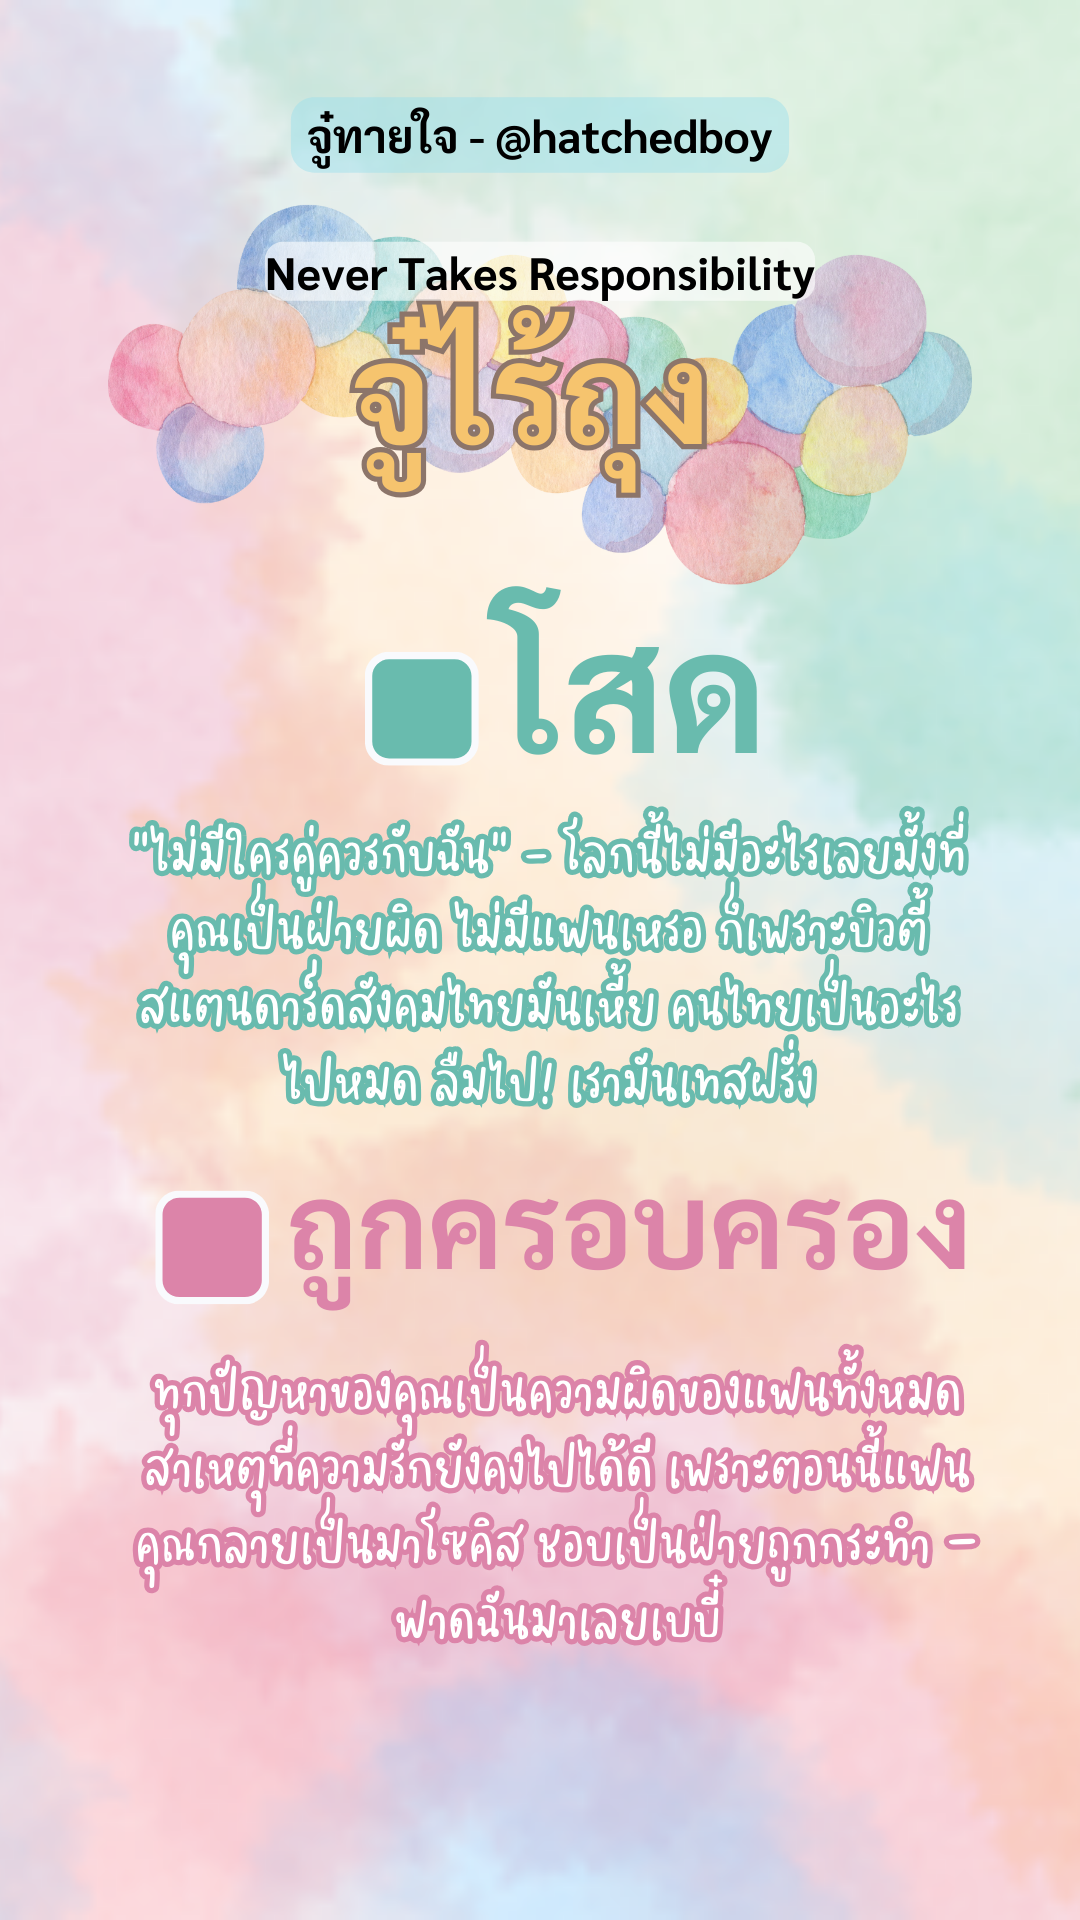 จู๋ทายใจ - @hatchedboy
Never Takes Responsibility
จู๋ไร้ถุง
โสด
"ไม่มีใครคู่ควรกับฉัน" - โลกนี้ไม่มีอะไรเลยมั้งที่
คุณเป็นฝ่ายผิด ไม่มีแฟนเหรอ ก็เพราะบิวตี้
สแตนดาร์ดสังคมไทยมันเหี้ย คนไทยเป็นอะไร
ไปหมด ลืมไป! เรามันเทสฝรั่ง
ถูกครอบครอง
ทุกปัญหาของคุณเป็นความผิดของแฟนทั้งหมด
สาเหตุที่ความรักยังคงไปได้ดี เพราะตอนนี้แฟน
คุณกลายเป็นมาโซคิส ชอบเป็นฝ่ายถูกกระทำ -
ฟาดฉันมาเลยเบบี๋